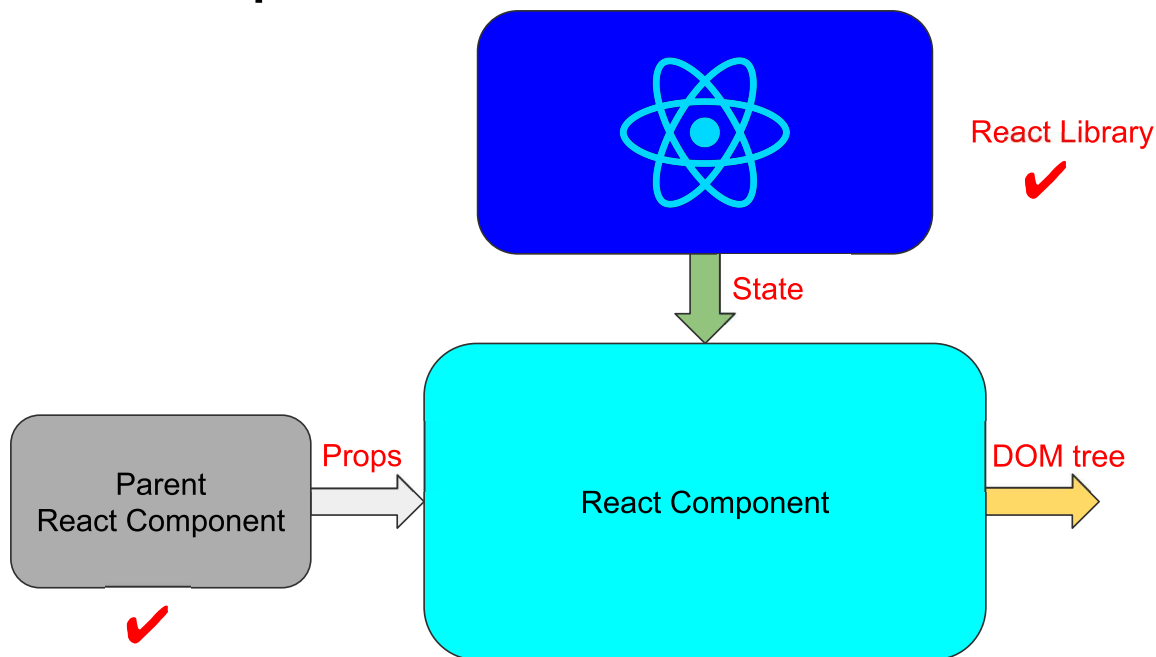 React Library
State
Props
DOM tree
Parent
React Component
React Component